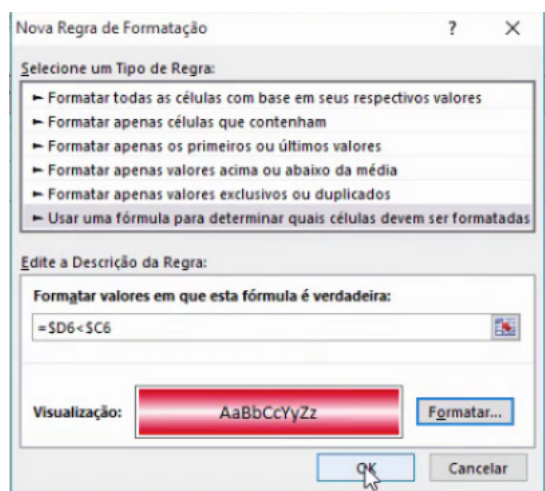 Nova Regra de Formatação ? ×
Selecione um Tipo de Regra:
► Formatar todas as células com base em seus respectivos valores
► Formatar apenas células que contenham
► Formatar apenas os primeiros ou últimos valores
► Formatar apenas valores acima ou abaixo da média
► Formatar apenas valores exclusivos ou duplicados
► Usar uma fórmula para determinar quais células devem ser formatadas
Edite a Descrição da Regra:
Formatar valores em que esta fórmula é verdadeira:
=$D6<$C6
Visualização: AaBbCcYyZz Formatar...
OK Cancelar